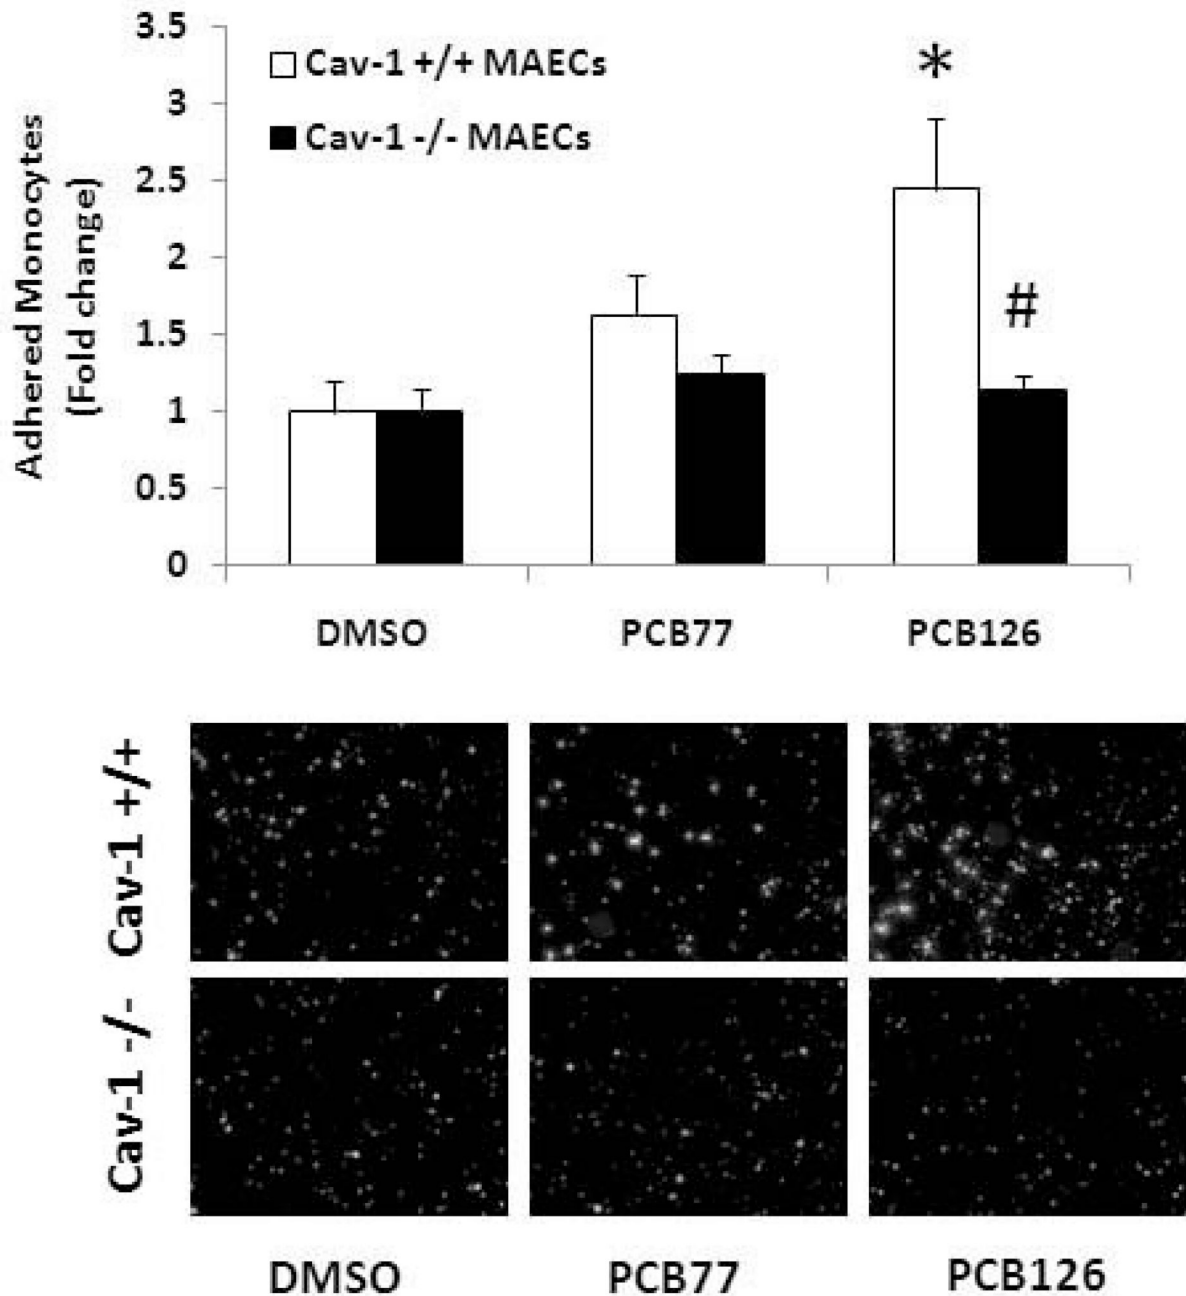 3.5
3
2.5
2
1.5
1
0.5
0
Adhered Monocytes
(Fold change)
Cav-1 +/+ MAECs
Cav-1 -/- MAECs
*
#
DMSO PCB77 PCB126
Cav-1 +/+
Cav-1 -/-
DMSO PCB77 PCB126